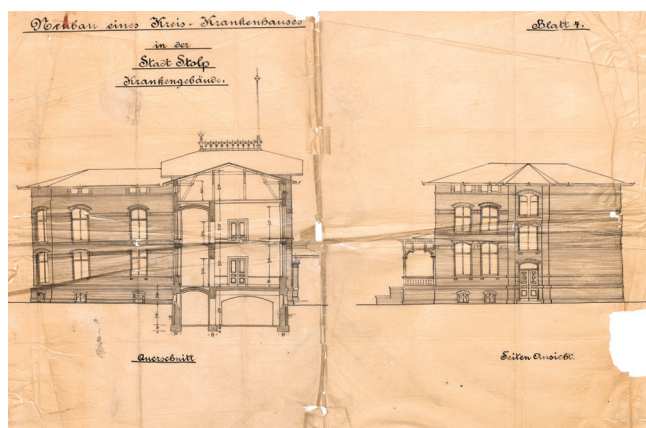 Neubau eines Kreis-Krankenhauses
in der
Stadt Stolp
Krankengebäude.
Blatt 4.
Querschnitt
Seiten Ansicht.